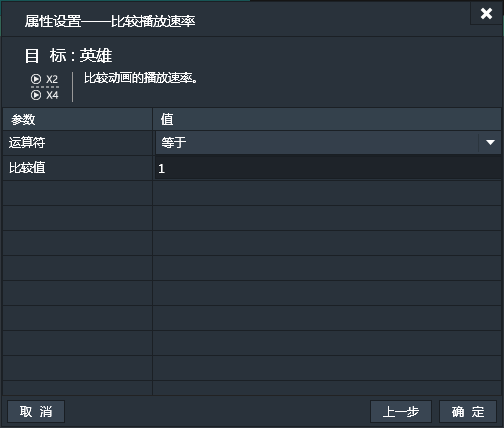 属性设置——比较播放速率
目 标 : 英雄
X2
X4
比较动画的播放速率。
参数 值
运算符 等于
比较值 1
取 消 上一步 确 定